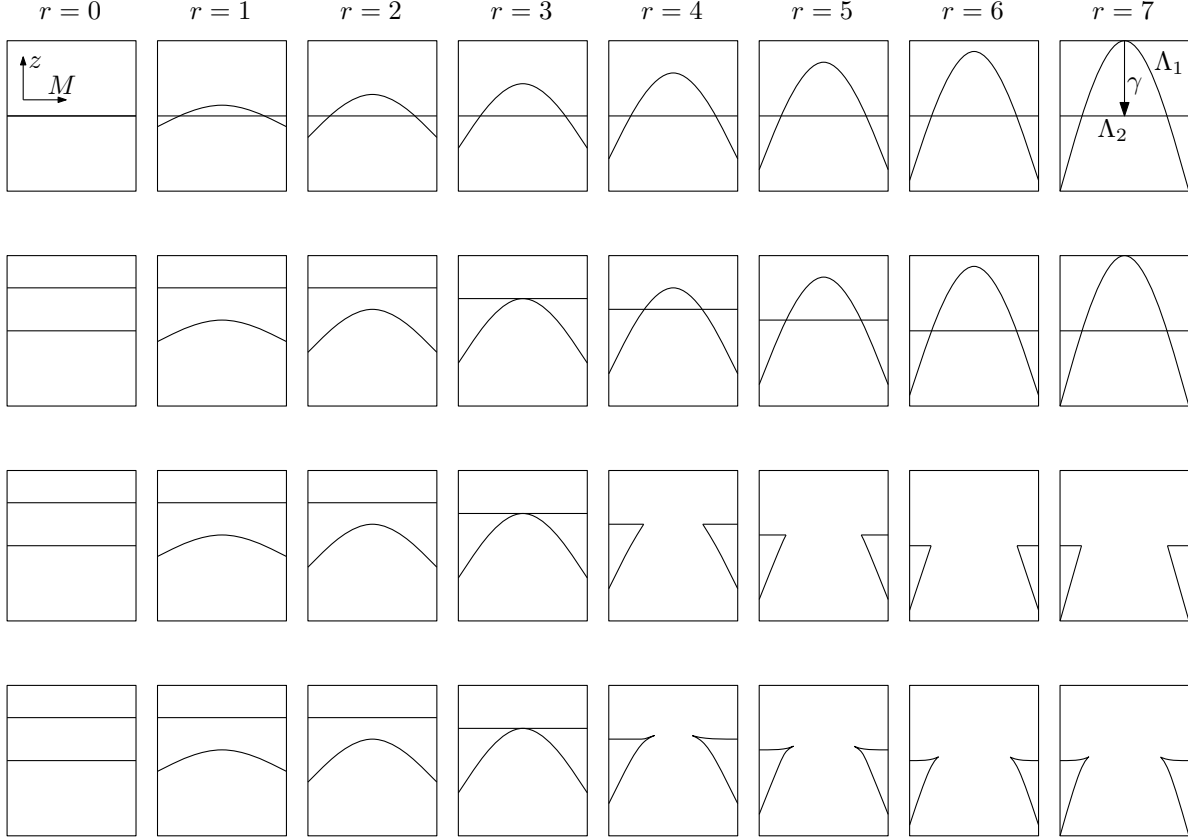 r = 0 r = 1 r = 2 r = 3 r = 4 r = 5 r = 6 r = 7
z
M
Λ₁
γ
Λ₂